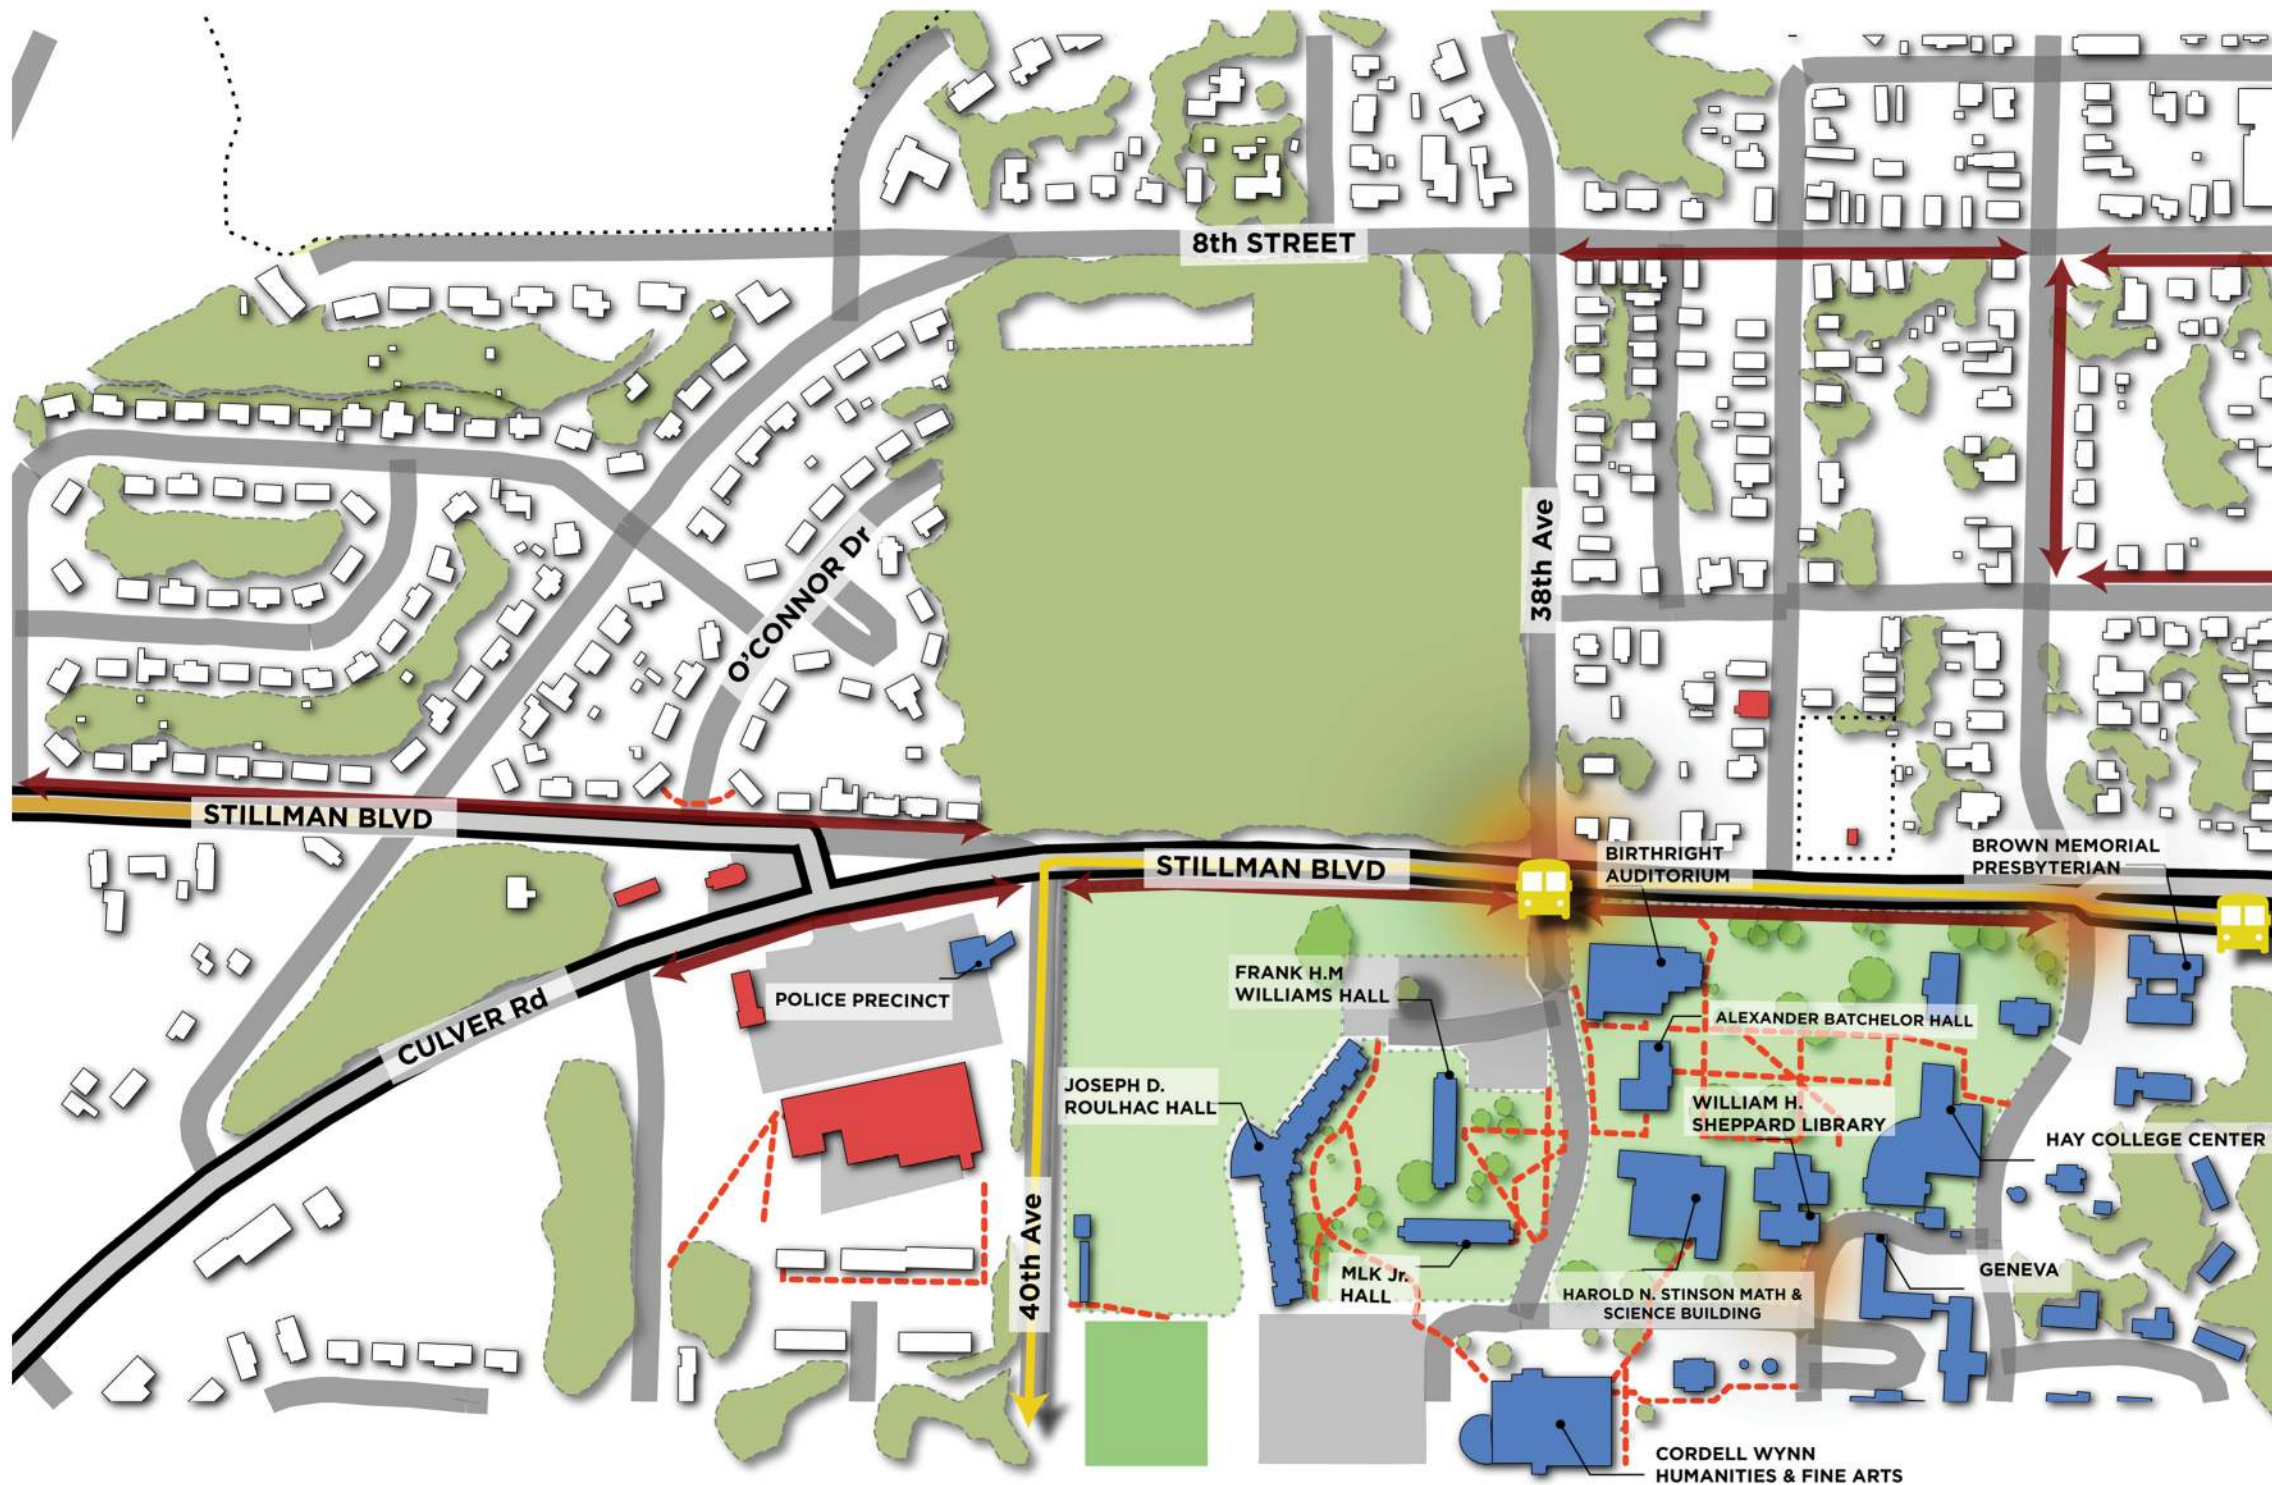 8th STREET
38th Ave
O'CONNOR Dr
STILLMAN BLVD
STILLMAN BLVD
BIRTHRIGHT
AUDITORIUM
BROWN MEMORIAL
PRESBYTERIAN
POLICE PRECINCT
FRANK H.M
WILLIAMS HALL
CULVER Rd
ALEXANDER BATCHELOR HALL
JOSEPH D.
ROULHAC HALL
WILLIAM H.
SHEPPARD LIBRARY
HAY COLLEGE CENTER
40th Ave
MLK Jr.
HALL
GENEVA
HAROLD N. STINSON MATH &
SCIENCE BUILDING
CORDELL WYNN
HUMANITIES & FINE ARTS